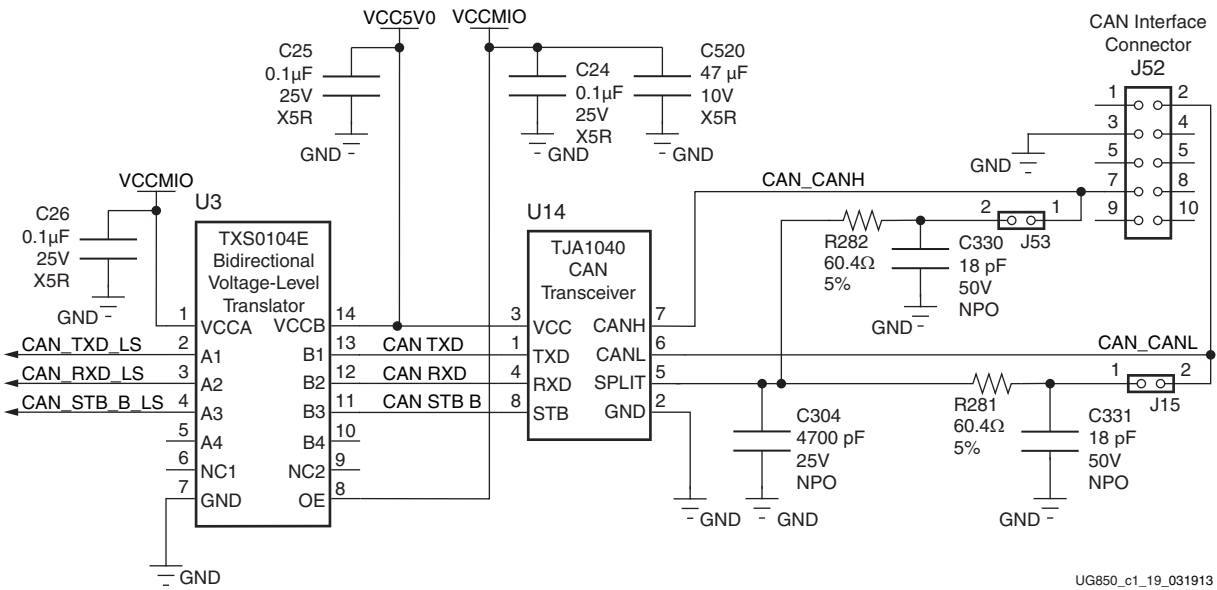 VCC5V0
VCCMIO
CAN Interface
Connector
J52
C25
0.1µF
25V
X5R
GND
C24
0.1µF
25V
X5R
GND
C520
47 µF
10V
X5R
GND
1
2
3
4
5
5
7
8
9
10
GND
VCCMIO
C26
0.1µF
25V
X5R
GND
U3
TXS0104E
Bidirectional
Voltage-Level
Translator
1 VCCA
2 A1
3 A2
4 A3
5 A4
6 NC1
7 GND
VCCB 14
B1 13
B2 12
B3 11
B4 10
NC2 9
OE 8
CAN_TXD_LS
CAN_RXD_LS
CAN_STB_B_LS
GND
CAN TXD
CAN RXD
CAN STB B
U14
TJA1040
CAN
Transceiver
3 VCC
1 TXD
4 RXD
8 STB
CANH 7
CANL 6
SPLIT 5
GND 2
GND
CAN_CANH
R282
60.4Ω
5%
C330
18 pF
50V
NPO
GND
2
1
J53
CAN_CANL
C304
4700 pF
25V
NPO
GND
R281
60.4Ω
5%
C331
18 pF
50V
NPO
GND
1
2
J15
UG850_c1_19_031913